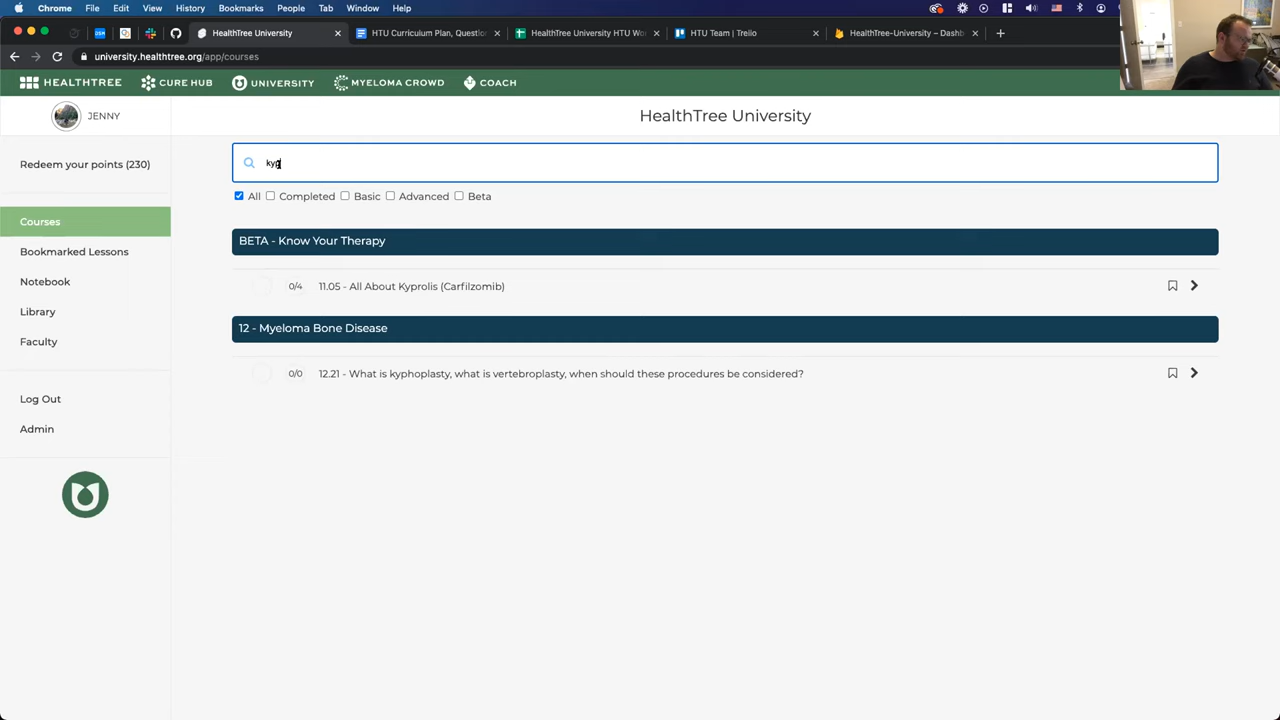 Chrome File Edit View History Bookmarks People Tab Window Help
HealthTree University
HTU Curriculum Plan, Question
HealthTree University HTU Wo
HTU Team | Trello
HealthTree-University – Dashb
university.healthtree.org/app/courses
HEALTHTREE CURE HUB UNIVERSITY MYELOMA CROWD COACH
JENNY
HealthTree University
Redeem your points (230)
All Completed Basic Advanced Beta
Courses
BETA - Know Your Therapy
Bookmarked Lessons
Notebook
0/4 11.05 - All About Kyprolis (Carfilzomib)
Library
12 - Myeloma Bone Disease
Faculty
0/0 12.21 - What is kyphoplasty, what is vertebroplasty, when should these procedures be considered?
Log Out
Admin